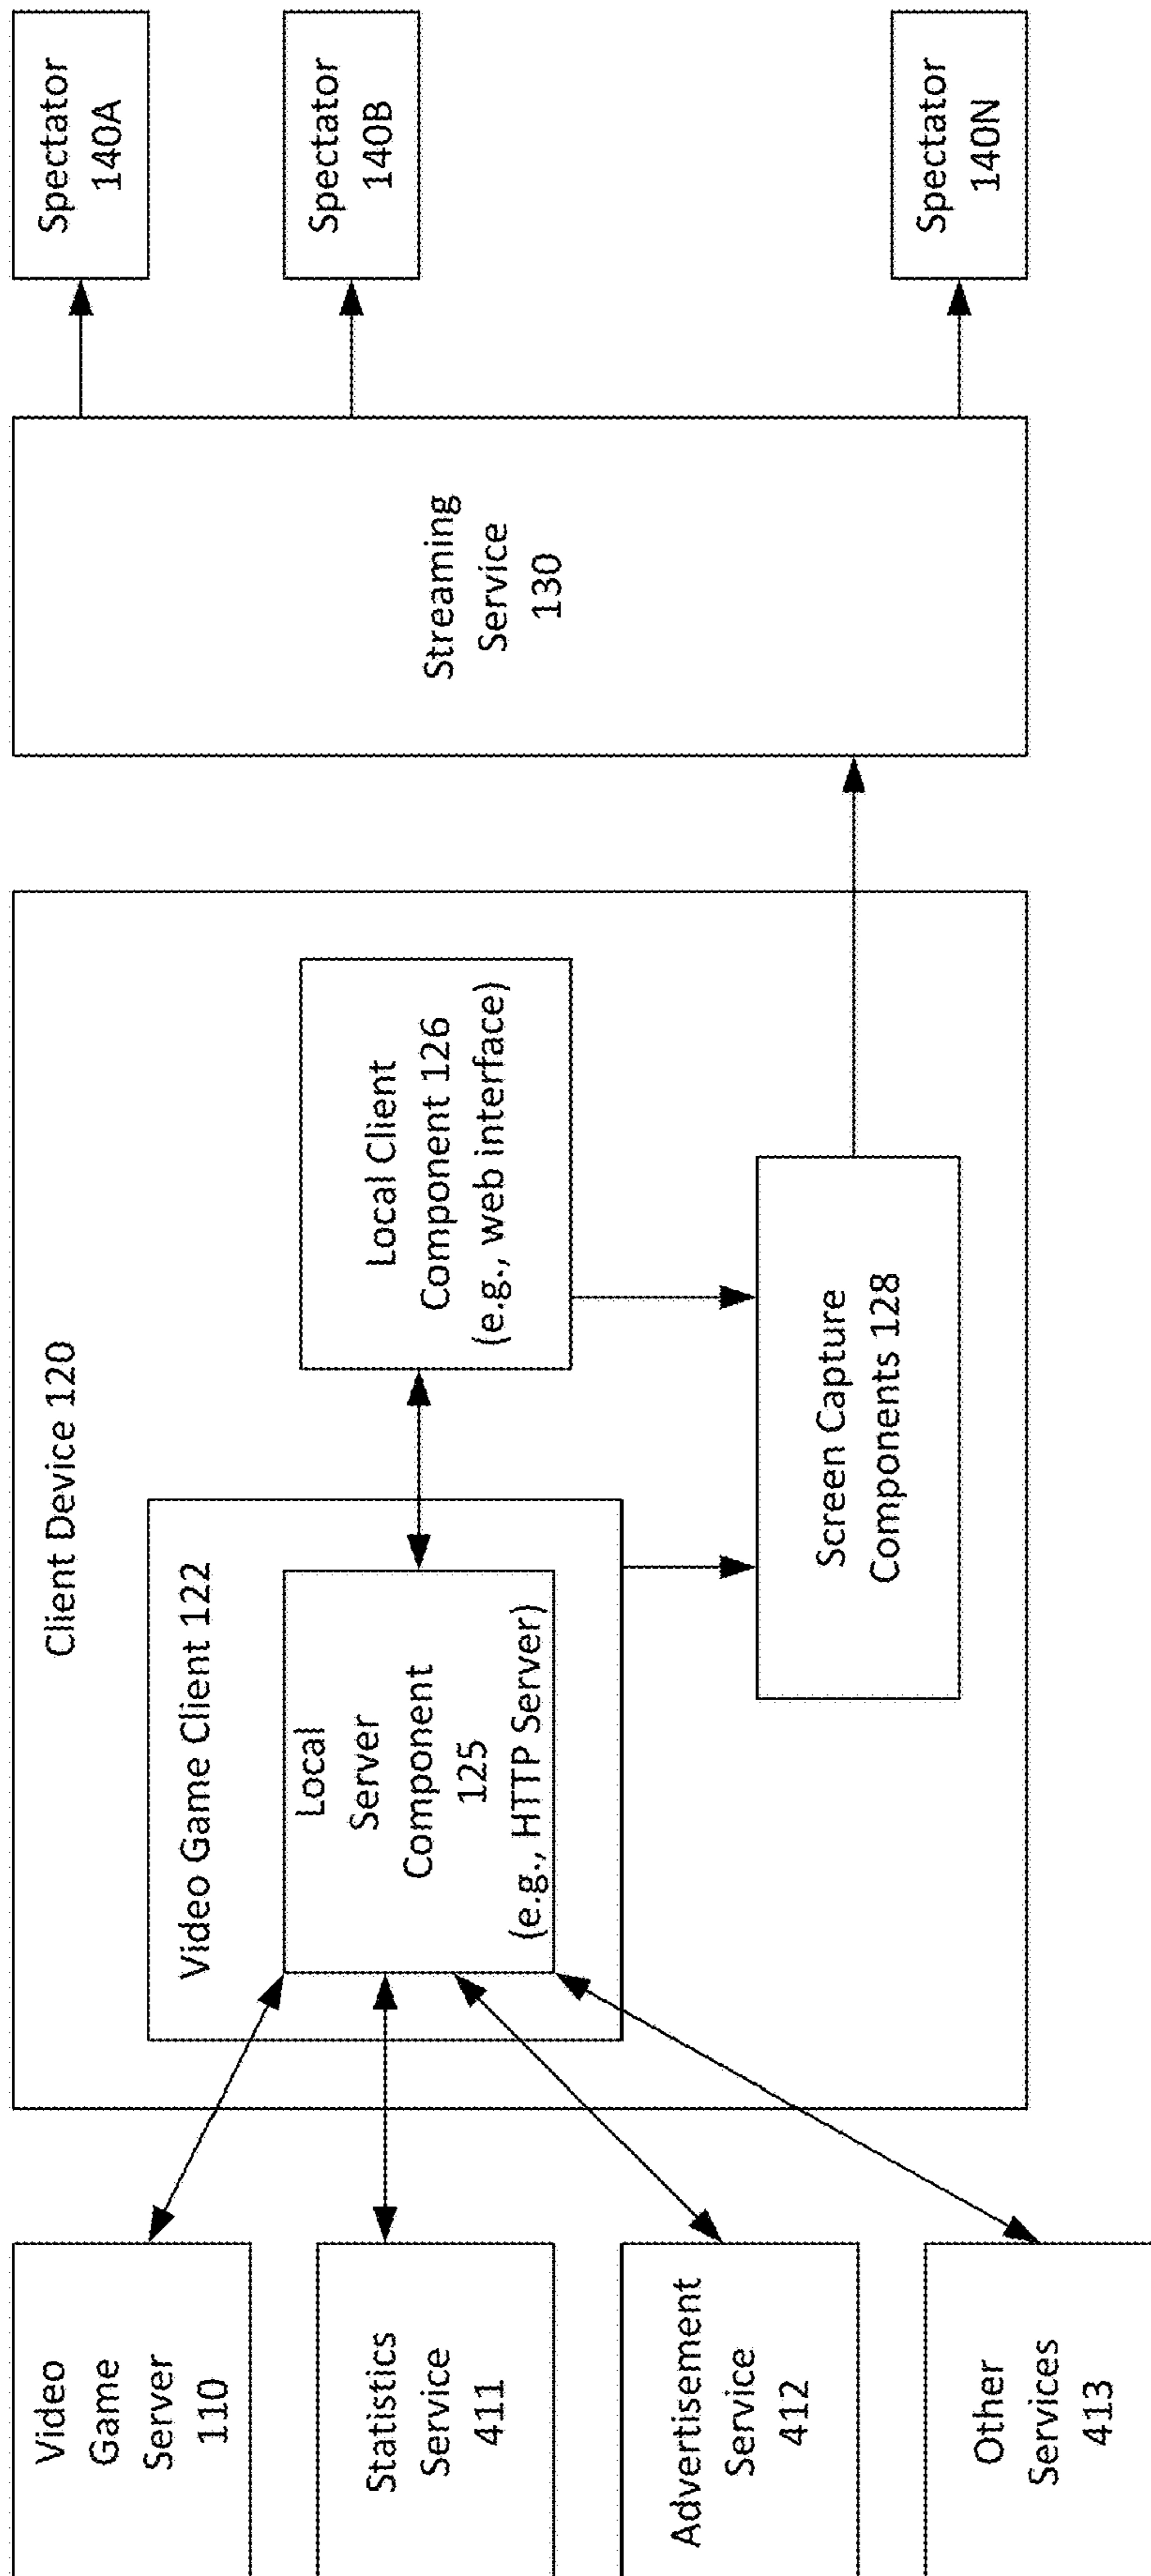 Video
Game
Server
110
Statistics
Service
411
Advertisement
Service
412
Other
Services
413
Client Device 120
Video Game Client 122
Local
Server
Component
125
(e.g., HTTP Server)
Local Client
Component 126
(e.g., web interface)
Screen Capture
Components 128
Streaming
Service
130
Spectator
140A
Spectator
140B
Spectator
140N